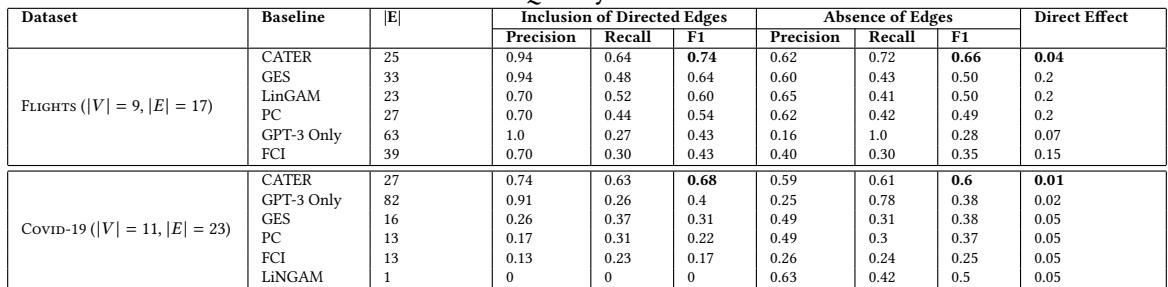 Dataset Baseline |E| Inclusion of Directed Edges Absence of Edges Direct Effect
Precision Recall F1 Precision Recall F1
FLIGHTS (|V| = 9, |E| = 17)
CATER 25 0.94 0.64 0.74 0.62 0.72 0.66 0.04
GES 33 0.94 0.48 0.64 0.60 0.43 0.50 0.2
LinGAM 23 0.70 0.52 0.60 0.65 0.41 0.50 0.2
PC 27 0.70 0.44 0.54 0.62 0.42 0.49 0.2
GPT-3 Only 63 1.0 0.27 0.43 0.16 1.0 0.28 0.07
FCI 39 0.70 0.30 0.43 0.40 0.30 0.35 0.15
COVID-19 (|V| = 11, |E| = 23)
CATER 27 0.74 0.63 0.68 0.59 0.61 0.6 0.01
GPT-3 Only 82 0.91 0.26 0.4 0.25 0.78 0.38 0.02
GES 16 0.26 0.37 0.31 0.49 0.31 0.38 0.05
PC 13 0.17 0.31 0.22 0.49 0.3 0.37 0.05
FCI 13 0.13 0.23 0.17 0.26 0.24 0.25 0.05
LiNGAM 1 0 0 0 0.63 0.42 0.5 0.05